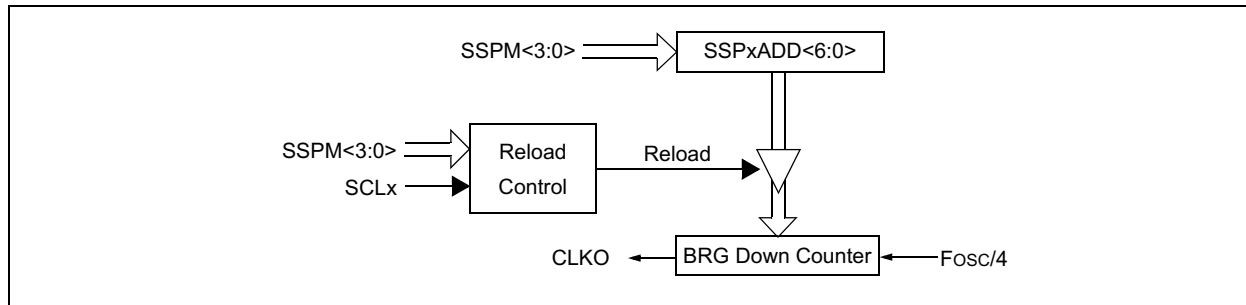 SSPM<3:0>
SSPxADD<6:0>
SSPM<3:0>
SCLx
Reload
Control
Reload
CLKO
BRG Down Counter
FOSC/4